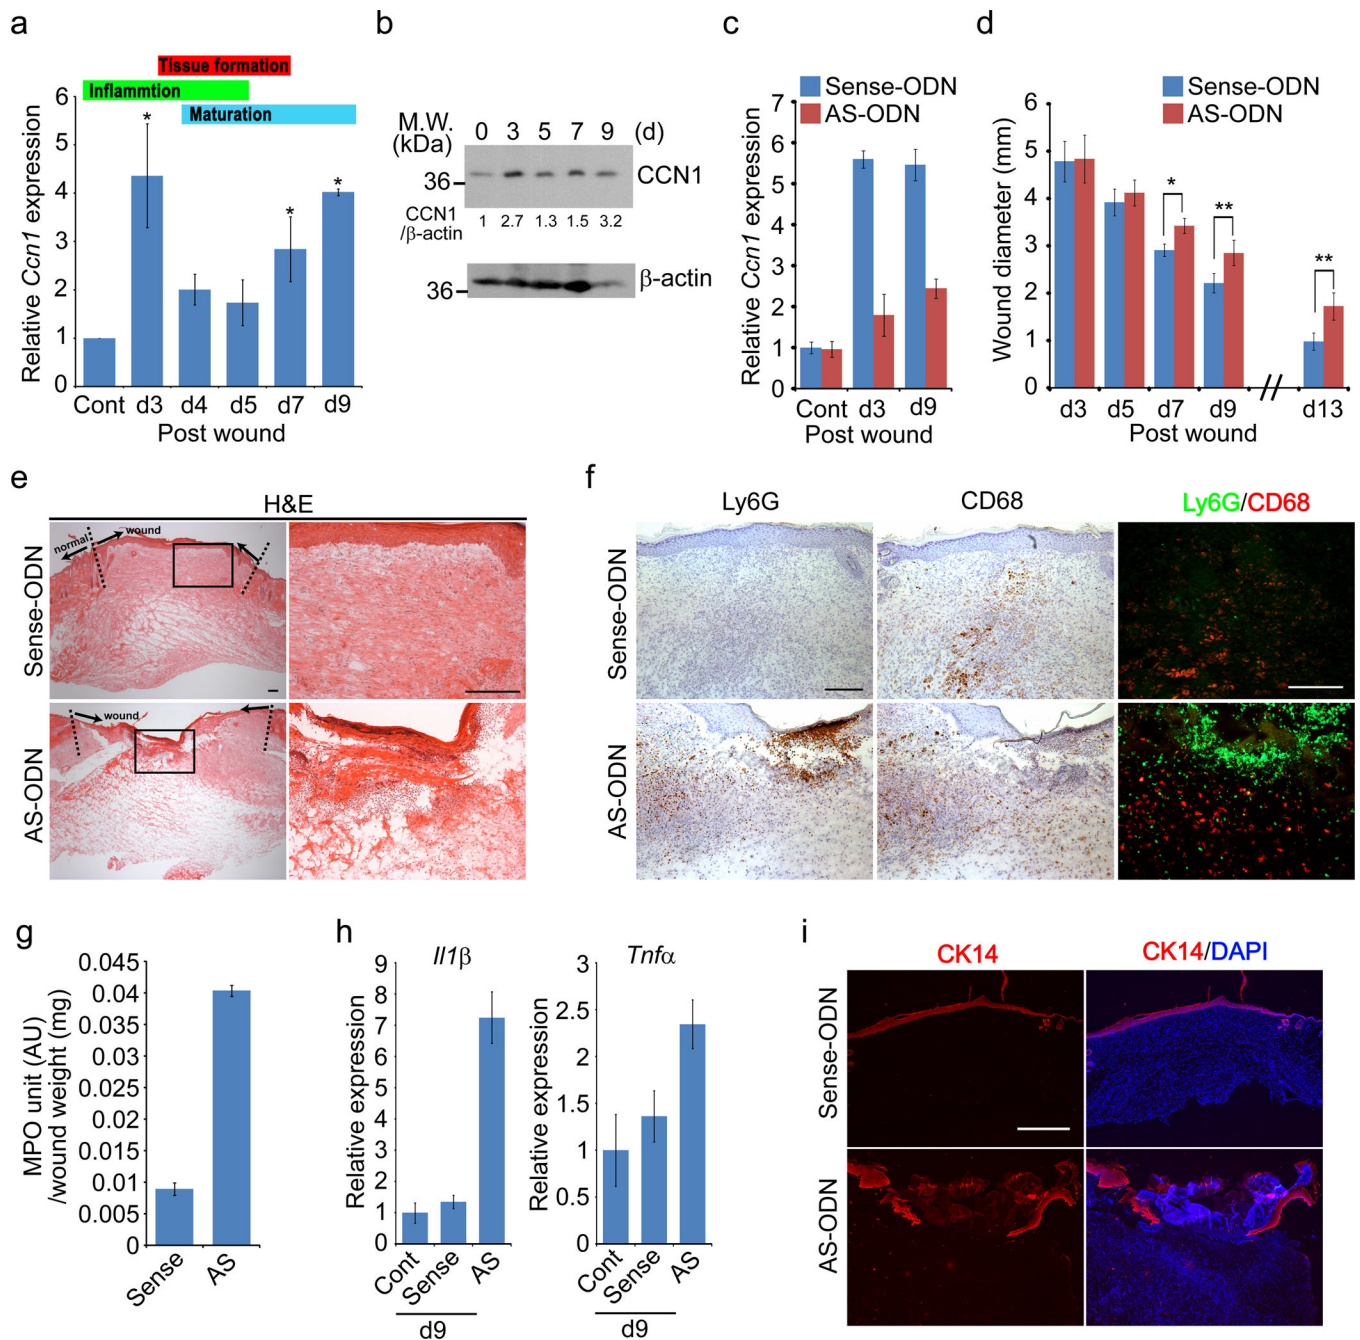 a
Tissue formation
Inflammtion
Maturation
Relative Ccn1 expression
6
5
4
3
2
1
0
*
*
*
Cont d3 d4 d5 d7 d9
Post wound
b
M.W.
(kDa)
0 3 5 7 9 (d)
36
CCN1
CCN1
/β-actin
1 2.7 1.3 1.5 3.2
36
β-actin
c
Sense-ODN
AS-ODN
Relative Ccn1 expression
7
6
5
4
3
2
1
0
Cont d3 d9
Post wound
d
Sense-ODN
AS-ODN
Wound diameter (mm)
6
5
4
3
2
1
0
*
**
**
d3 d5 d7 d9 d13
Post wound
e
H&E
Sense-ODN
AS-ODN
normal
wound
wound
f
Ly6G
CD68
Ly6G/CD68
Sense-ODN
AS-ODN
g
MPO unit (AU)
/wound weight (mg)
0.045
0.04
0.035
0.03
0.025
0.02
0.015
0.01
0.005
0
Sense
AS
h
Il1β
Relative expression
9
8
7
6
5
4
3
2
1
0
Cont
Sense
AS
d9
Tnfα
Relative expression
3
2.5
2
1.5
1
0.5
0
Cont
Sense
AS
d9
i
CK14
CK14/DAPI
Sense-ODN
AS-ODN